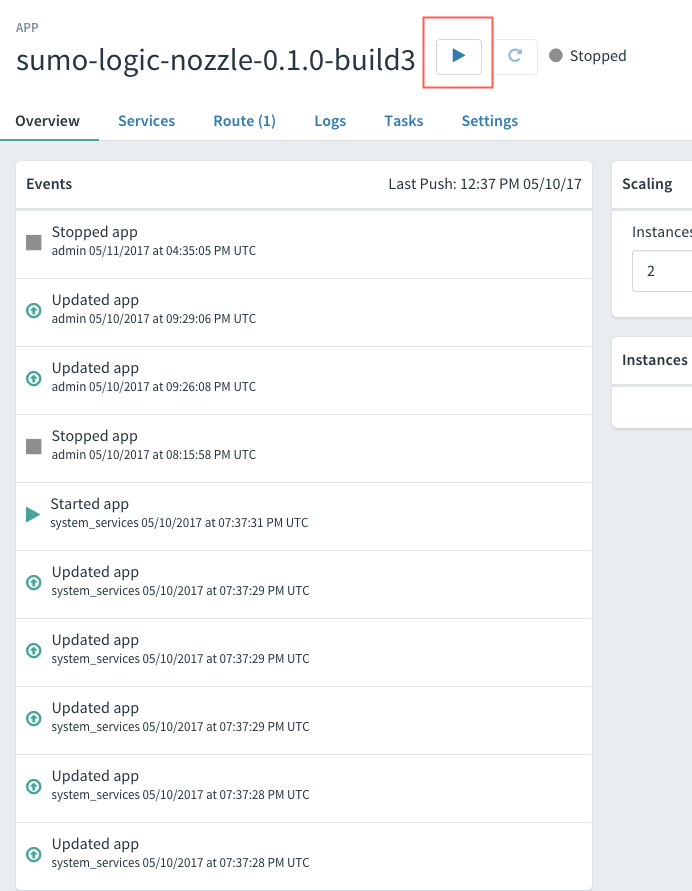 APP
sumo-logic-nozzle-0.1.0-build3
Stopped
Overview Services Route (1) Logs Tasks Settings
Events Last Push: 12:37 PM 05/10/17
Stopped app
admin 05/11/2017 at 04:35:05 PM UTC
Updated app
admin 05/10/2017 at 09:29:06 PM UTC
Updated app
admin 05/10/2017 at 09:26:08 PM UTC
Stopped app
admin 05/10/2017 at 08:15:58 PM UTC
Started app
system_services 05/10/2017 at 07:37:31 PM UTC
Updated app
system_services 05/10/2017 at 07:37:29 PM UTC
Updated app
system_services 05/10/2017 at 07:37:29 PM UTC
Updated app
system_services 05/10/2017 at 07:37:29 PM UTC
Updated app
system_services 05/10/2017 at 07:37:28 PM UTC
Updated app
system_services 05/10/2017 at 07:37:28 PM UTC
Scaling
Instances
2
Instances